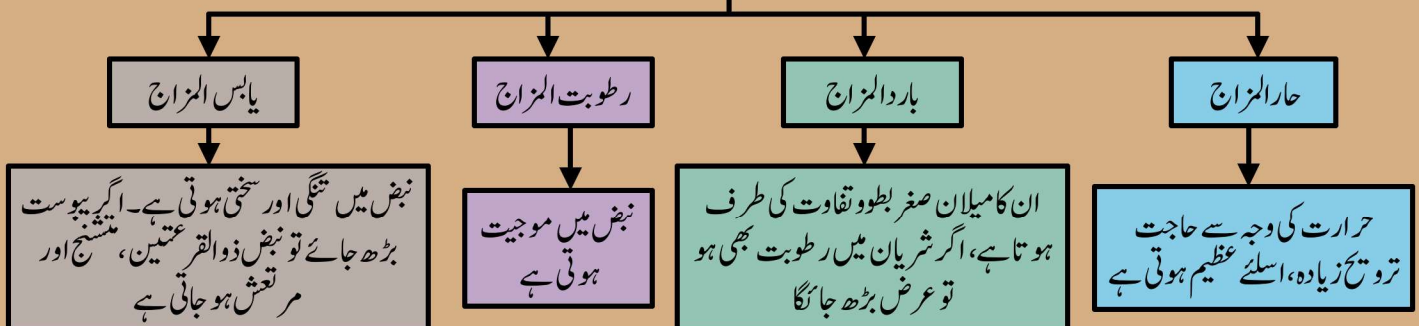 حارالمزاج
باردالمزاج
رطوبت المزاج
یابس المزاج
حرارت کی وجہ سے حاجت
ترویح زیادہ، اسلئے عظیم ہوتی ہے
ان کا میلان صغر بطو و تفاوت کی طرف
ہوتا ہے، اگر شریان میں رطوبت بھی ہو
تو عرض بڑھ جائگا
نبض میں موجیت
ہوتی ہے
نبض میں تنگی اور سختی ہوتی ہے۔ اگر یبوست
بڑھ جائے تو نبض ذوالقرعتین، متشنج اور
مرتعش ہو جاتی ہے